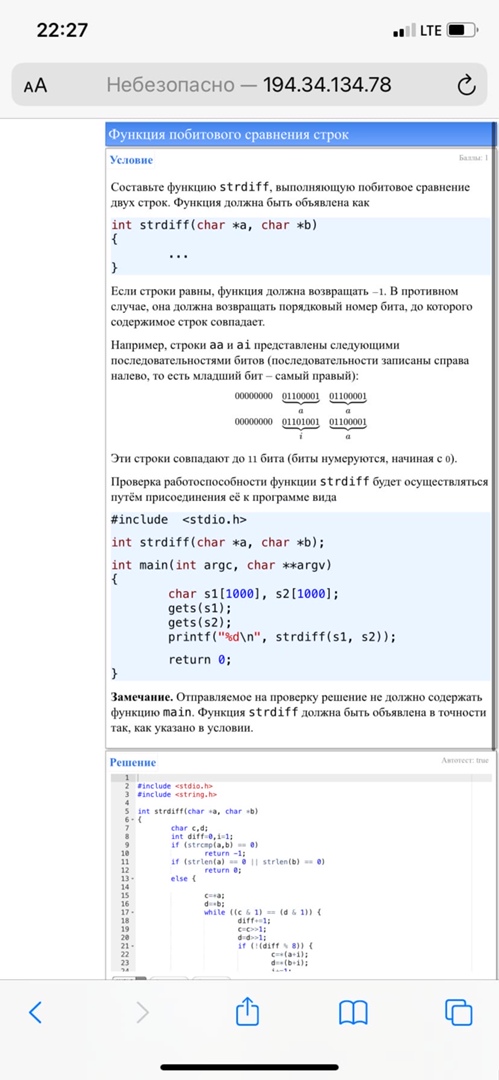 22:27
LTE
AA Небезопасно — 194.34.134.78
Функция побитового сравнения строк
Условие
Баллы: 1
Составьте функцию strdiff, выполняющую побитовое сравнение
двух строк. Функция должна быть объявлена как
int strdiff(char *a, char *b)
{
...
}
Если строки равны, функция должна возвращать −1. В противном
случае, она должна возвращать порядковый номер бита, до которого
содержимое строк совпадает.
Например, строки aa и ai представлены следующими
последовательностями битов (последовательности записаны справа
налево, то есть младший бит – самый правый):
00000000 01100001 01100001
a a
00000000 01101001 01100001
i a
Эти строки совпадают до 11 бита (биты нумеруются, начиная с 0).
Проверка работоспособности функции strdiff будет осуществляться
путём присоединения её к программе вида
#include <stdio.h>
int strdiff(char *a, char *b);
int main(int argc, char **argv)
{
char s1[1000], s2[1000];
gets(s1);
gets(s2);
printf("%d\n", strdiff(s1, s2));
return 0;
}
Замечание. Отправляемое на проверку решение не должно содержать
функцию main. Функция strdiff должна быть объявлена в точности
так, как указано в условии.
Решение
Автотест: true
1
2 #include <stdio.h>
3 #include <string.h>
4
5 int strdiff(char *a, char *b)
6 {
7 char c,d;
8 int diff=0,i=1;
9 if (strcmp(a,b) == 0)
10 return -1;
11 if (strlen(a) == 0 || strlen(b) == 0)
12 return 0;
13 else {
14
15 c=*a;
16 d=*b;
17 while ((c & 1) == (d & 1)) {
18 diff+=1;
19 c=c>>1;
20 d=d>>1;
21 if (!(diff % 8)) {
22 c=*(a+i);
23 d=*(b+i);
24 i+=1;